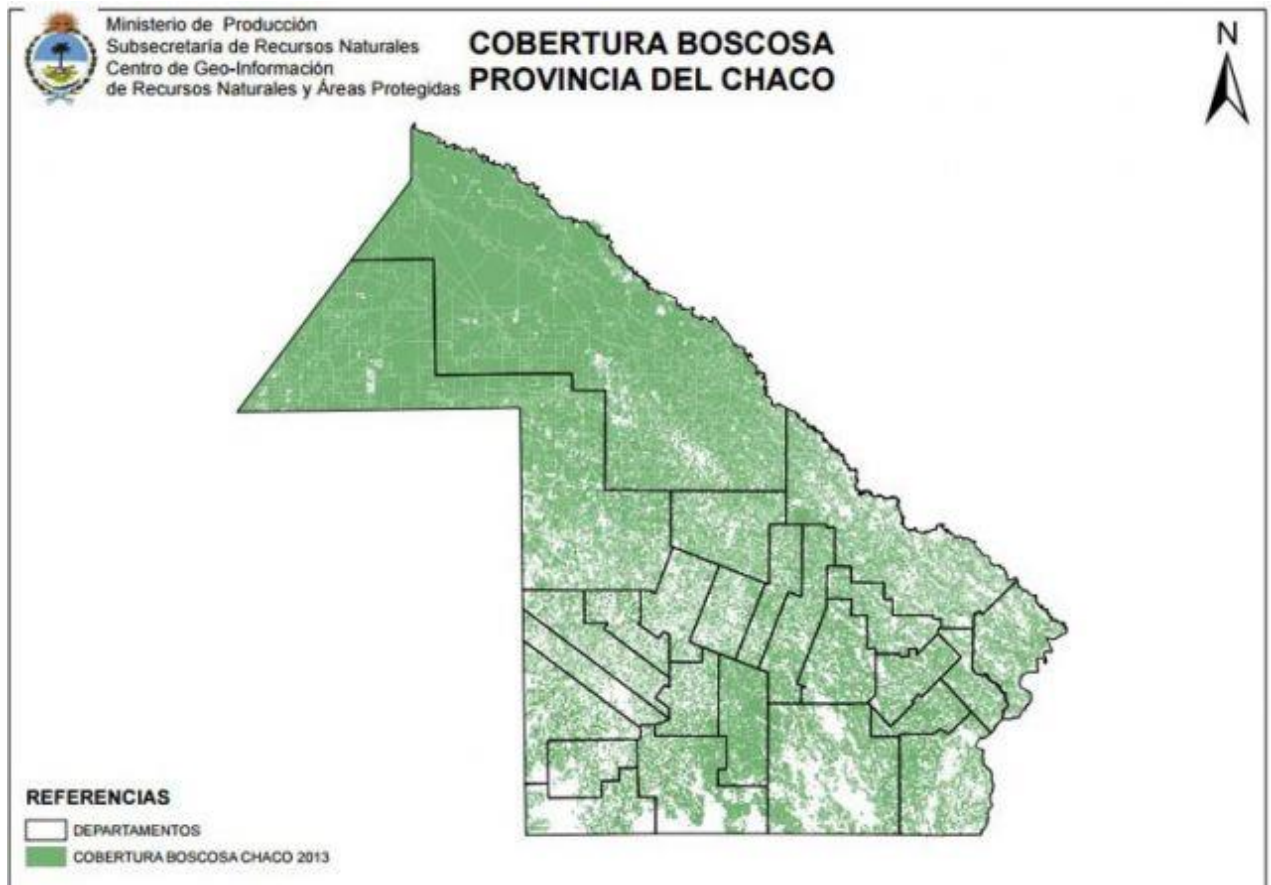 Ministerio de Producción
Subsecretaría de Recursos Naturales
Centro de Geo-Información
de Recursos Naturales y Áreas Protegidas
COBERTURA BOSCOSA
PROVINCIA DEL CHACO
N
REFERENCIAS
DEPARTAMENTOS
COBERTURA BOSCOSA CHACO 2013